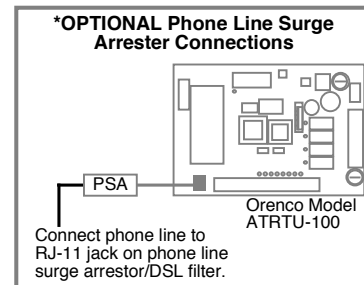 *OPTIONAL Phone Line Surge
Arrester Connections
PSA
Orenco Model
ATRTU-100
Connect phone line to
RJ-11 jack on phone line
surge arrestor/DSL filter.